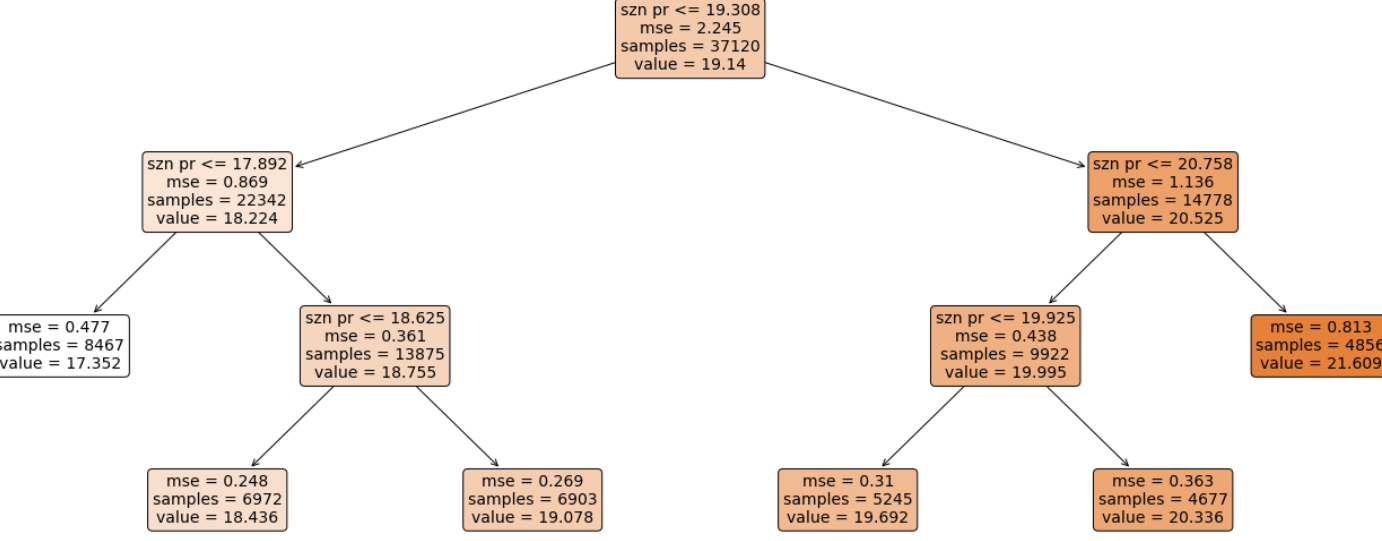 szn pr <= 19.308
mse = 2.245
samples = 37120
value = 19.14
szn pr <= 17.892
mse = 0.869
samples = 22342
value = 18.224
szn pr <= 20.758
mse = 1.136
samples = 14778
value = 20.525
mse = 0.477
samples = 8467
value = 17.352
szn pr <= 18.625
mse = 0.361
samples = 13875
value = 18.755
szn pr <= 19.925
mse = 0.438
samples = 9922
value = 19.995
mse = 0.813
samples = 4856
value = 21.609
mse = 0.248
samples = 6972
value = 18.436
mse = 0.269
samples = 6903
value = 19.078
mse = 0.31
samples = 5245
value = 19.692
mse = 0.363
samples = 4677
value = 20.336